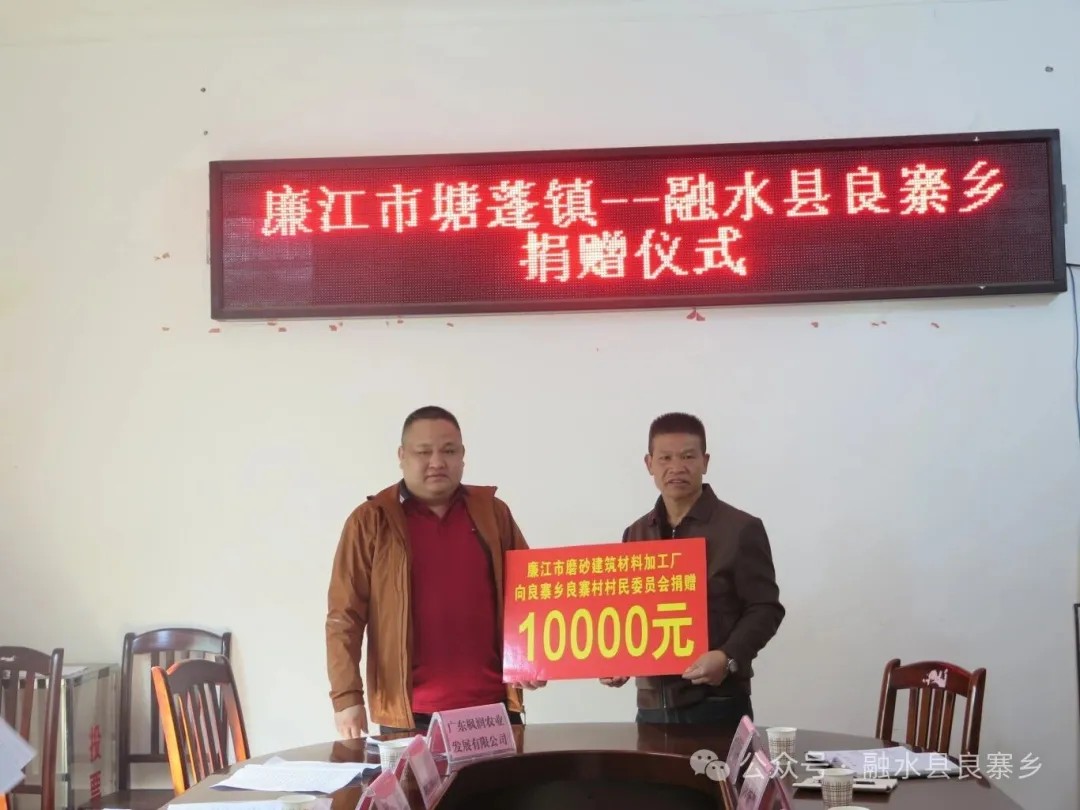 廉江市塘蓬镇--融水县良寨乡
捐赠仪式
廉江市磨砂建筑材料加工厂
向良寨乡良寨村村民委员会捐赠
10000元
广东枫润农业
发展有限公司
投票
公众号·融水县良寨乡